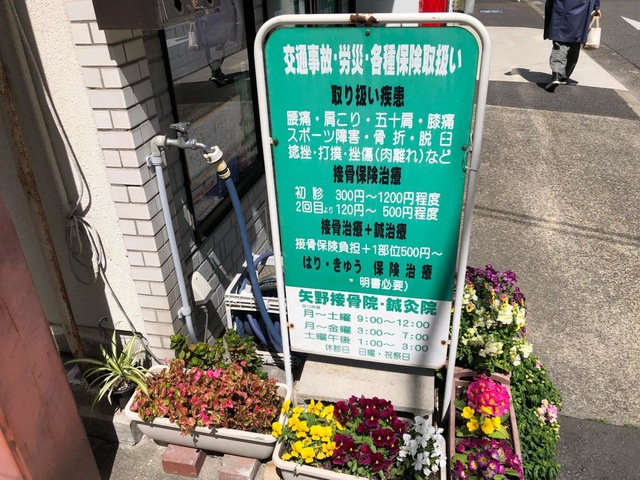 交通事故・労災・各種保険取扱い
取り扱い疾患
腰痛・肩こり・五十肩・膝痛
スポーツ障害・骨折・脱臼
捻挫・打撲・挫傷(肉離れ)など
接骨保険治療
初診 300円〜1200円程度
2回目より120円〜 500円程度
接骨治療+鍼治療
接骨保険負担+1部位500円〜
はり・きゅう 保険治療
明書必要)
矢野接骨院・鍼灸院
月〜土曜 9:00〜12:00
月〜金曜 3:00〜 7:00
土曜午後 1:00〜 3:00
休診日 日曜・祝祭日